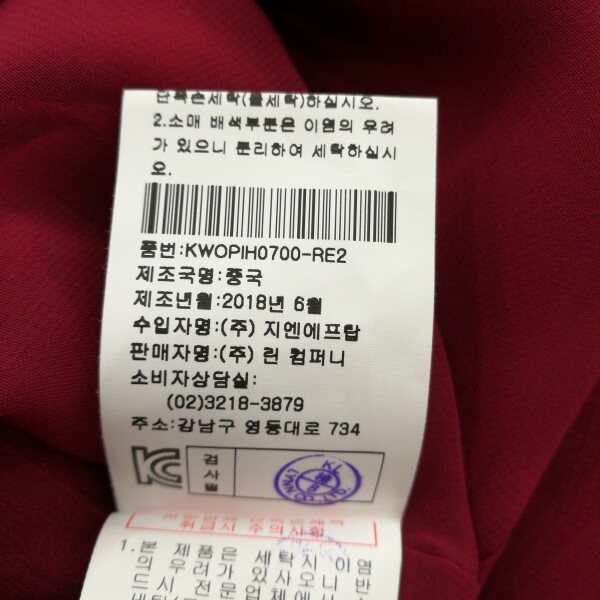 단독손세탁(물세탁)하십시오.
2.소매 배색부분은 이염의 우려
가 있으니 분리하여 세탁하십시
오.
품번:KWOPIH0700-RE2
제조국명:중국
제조년월:2018년 6월
수입자명:(주) 지엔에프탑
판매자명:(주) 린 컴퍼니
소비자상담실:
(02)3218-3879
주소:강남구 영동대로 734
KC 검사필
취급시 주의사항
1.본 제품은 세탁시 이염
의 우려가 있사오니 반
드시 전문업체에